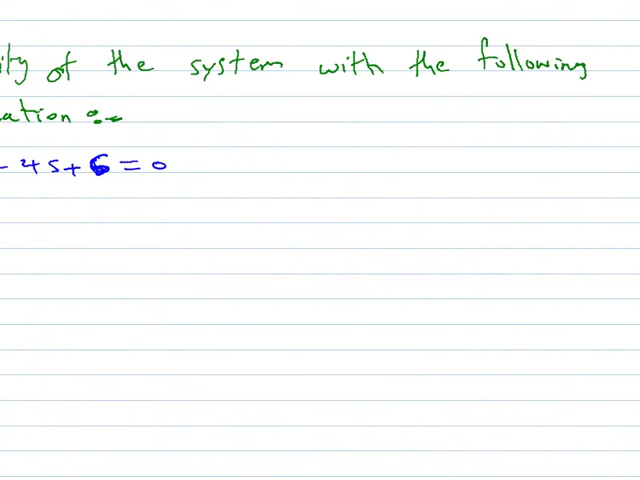 ity of the system with the following
ation :-
- 4s + 6 = 0